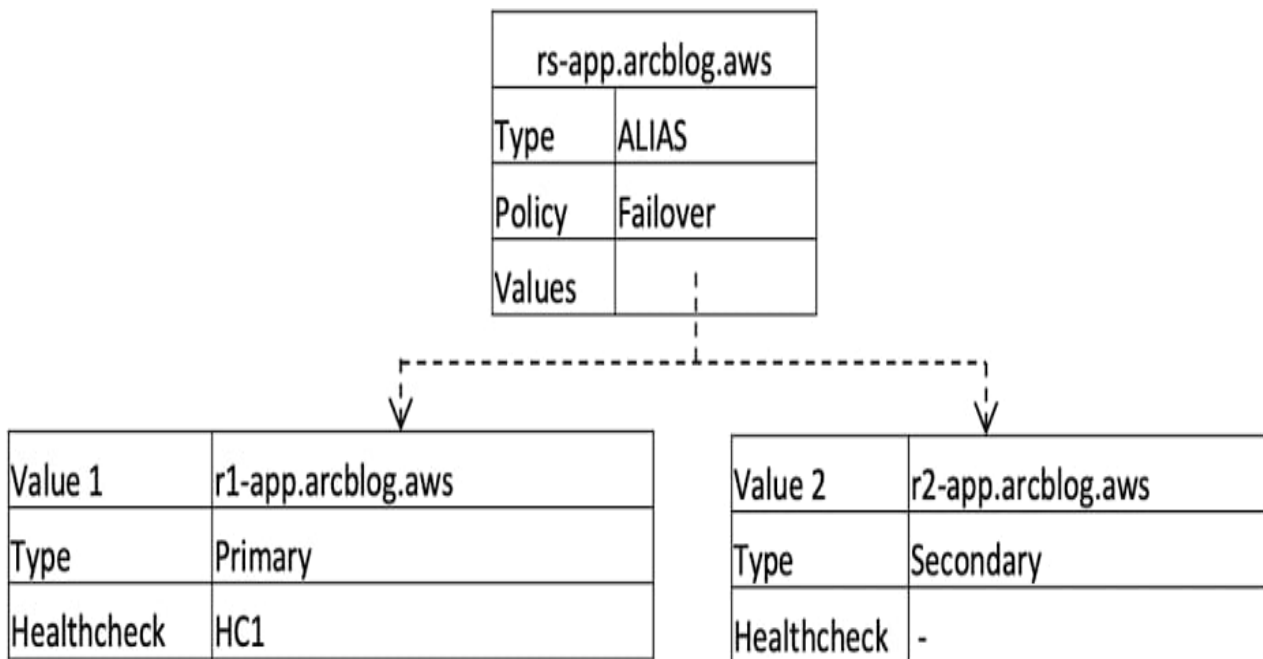 rs-app.arcblog.aws
Type ALIAS
Policy Failover
Values
Value 1 r1-app.arcblog.aws
Type Primary
Healthcheck HC1
Value 2 r2-app.arcblog.aws
Type Secondary
Healthcheck -